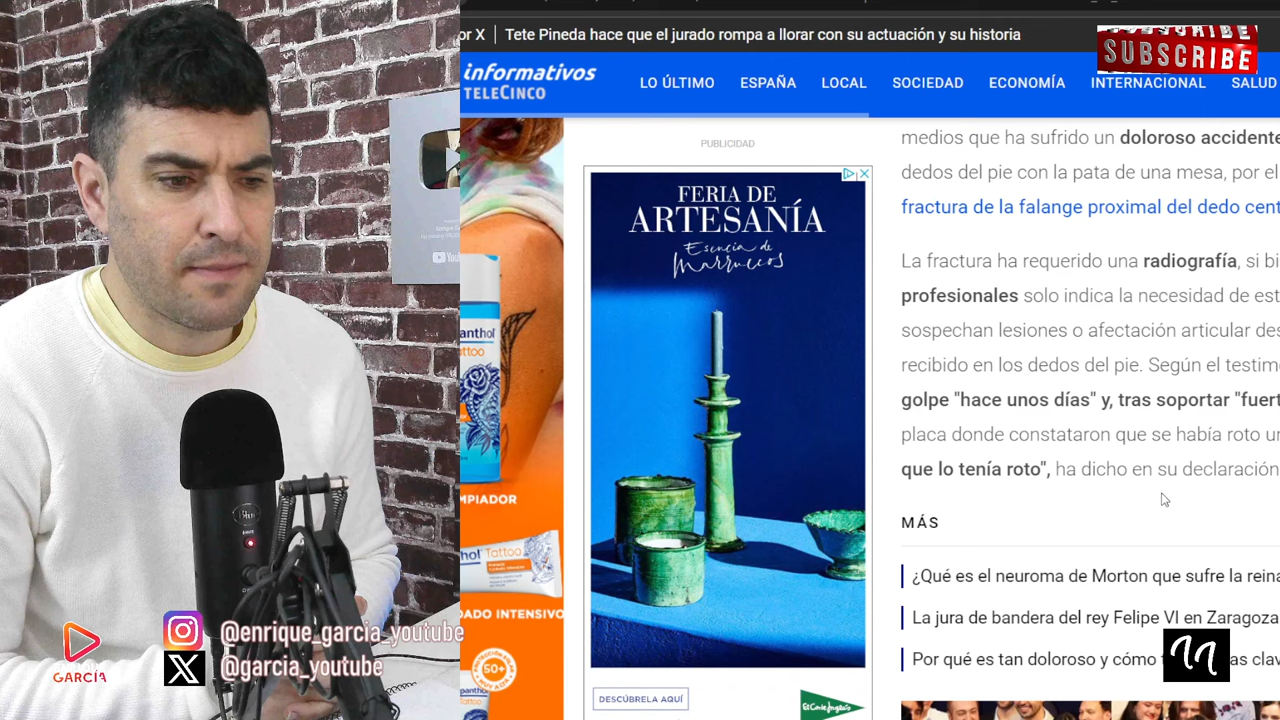 or X | Tete Pineda hace que el jurado rompa a llorar con su actuación y su historia
SUBSCRIBE
informativos
TELECINCO
LO ÚLTIMO ESPAÑA LOCAL SOCIEDAD ECONOMÍA INTERNACIONAL SALUD
PUBLICIDAD
FERIA DE
ARTESANÍA
Esencia de
Marruecos
DESCÚBRELA AQUÍ
El Corte Inglés
anthol
attoo
MPIADOR
hol Tattoo
DADO INTENSIVO
50+
medios que ha sufrido un doloroso accidente
dedos del pie con la pata de una mesa, por el
fractura de la falange proximal del dedo cent
La fractura ha requerido una radiografía, si bi
profesionales solo indica la necesidad de est
sospechan lesiones o afectación articular des
recibido en los dedos del pie. Según el testim
golpe "hace unos días" y, tras soportar "fuert
placa donde constataron que se había roto u
que lo tenía roto", ha dicho en su declaración
MÁS
¿Qué es el neuroma de Morton que sufre la rein
La jura de bandera del rey Felipe VI en Zaragoza
Por qué es tan doloroso y cómo as clav
You
Blue
GARCÍA
@enrique_garcia_youtube
@garcia_youtube